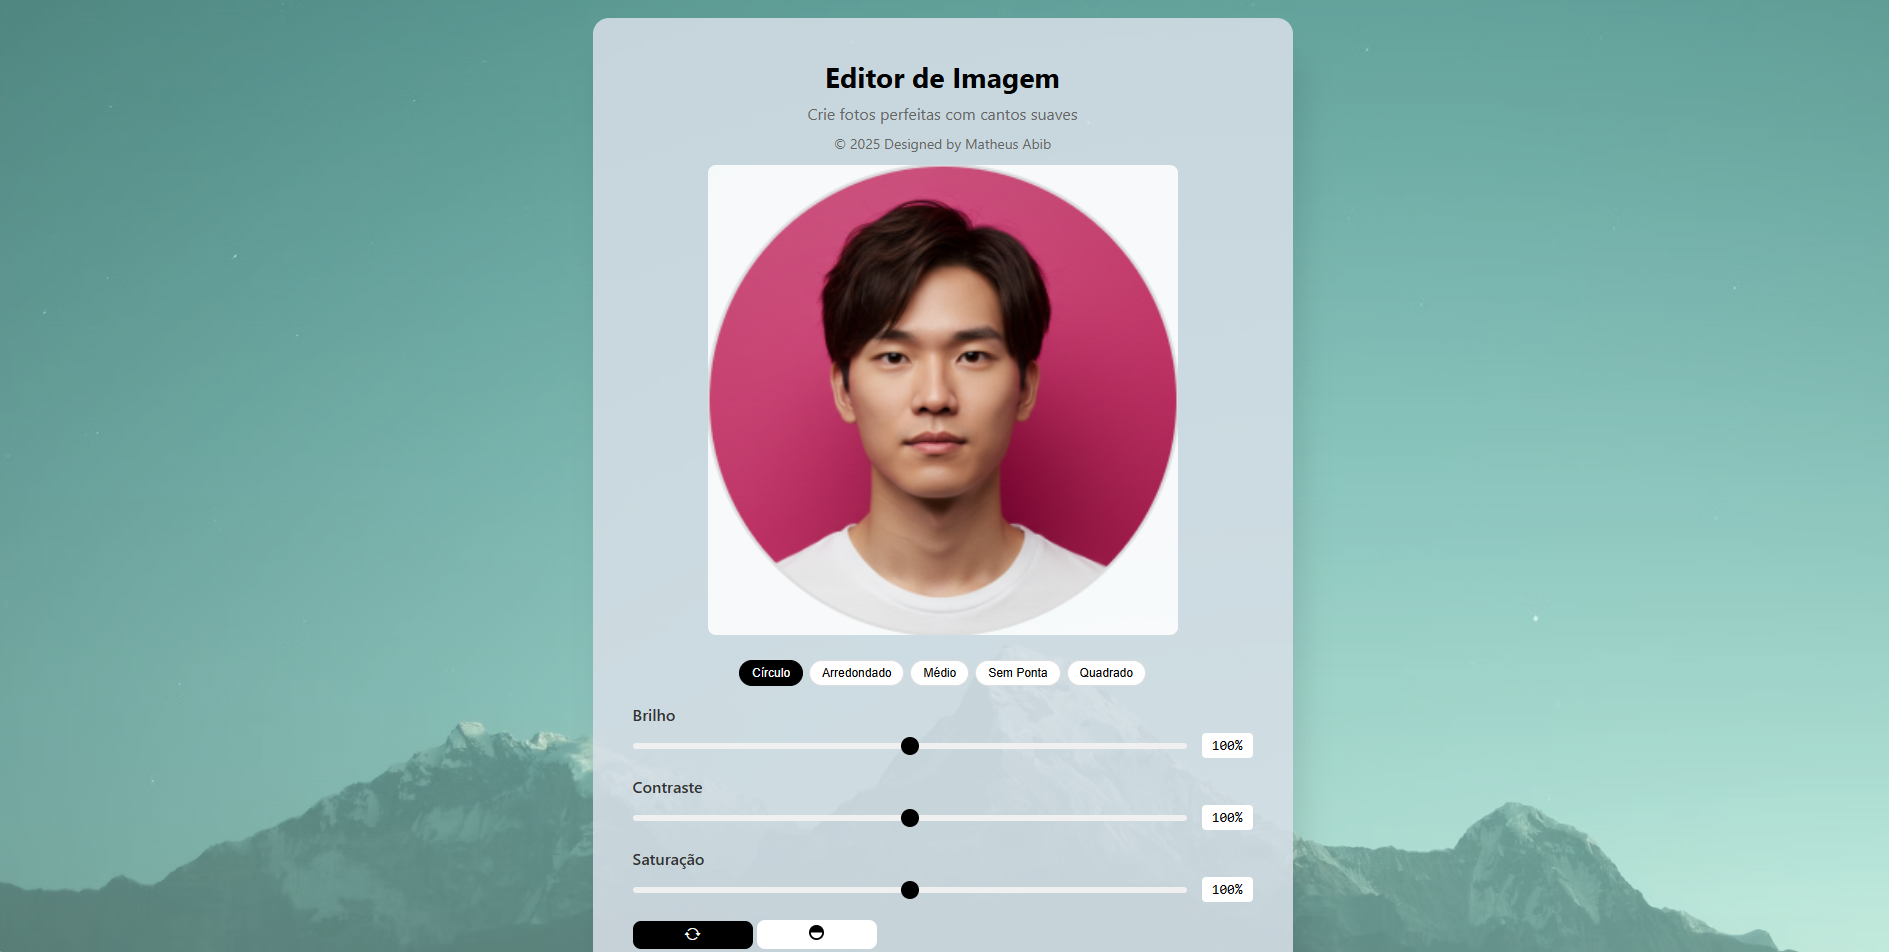 Editor de Imagem
Crie fotos perfeitas com cantos suaves
© 2025 Designed by Matheus Abib
Círculo Arredondado Médio Sem Ponta Quadrado
Brilho
100%
Contraste
100%
Saturação
100%